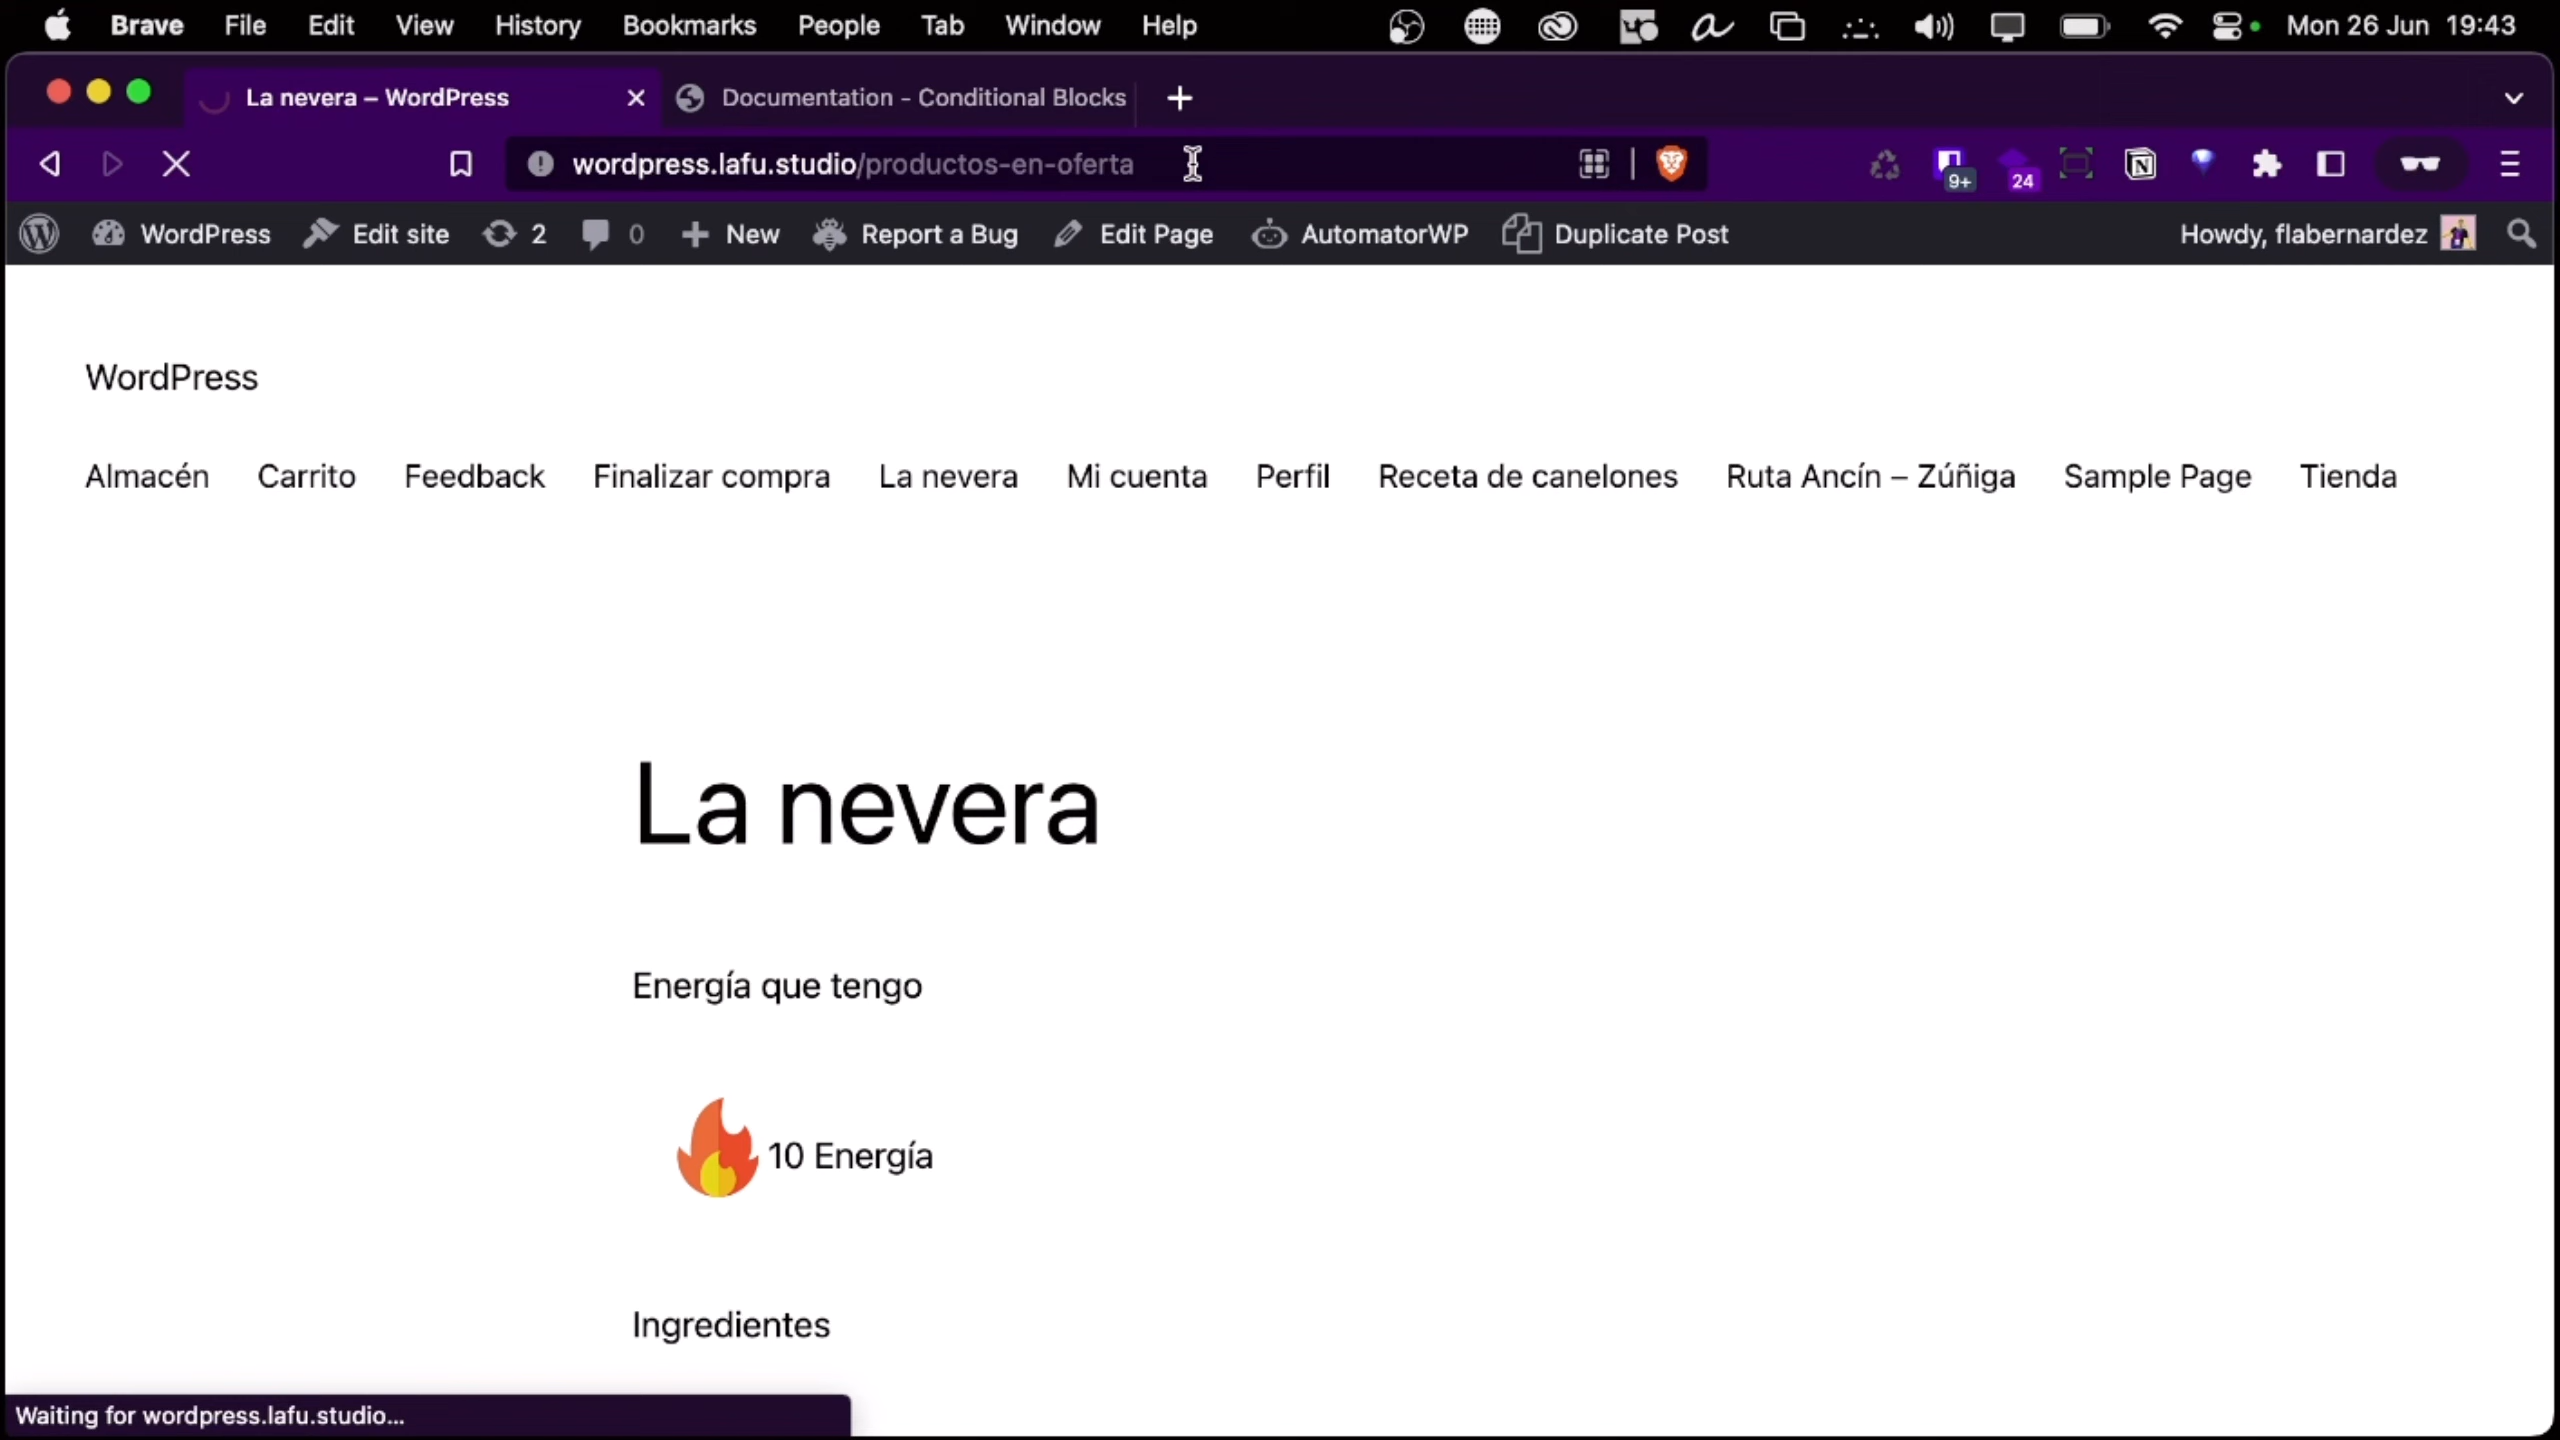 Brave File Edit View History Bookmarks People Tab Window Help Mon 26 Jun 19:43
La nevera – WordPress Documentation - Conditional Blocks
wordpress.lafu.studio/productos-en-oferta 9+ 24
WordPress Edit site 2 0 New Report a Bug Edit Page AutomatorWP Duplicate Post Howdy, flabernardez
WordPress
Almacén Carrito Feedback Finalizar compra La nevera Mi cuenta Perfil Receta de canelones Ruta Ancín – Zúñiga Sample Page Tienda
La nevera
Energía que tengo
10 Energía
Ingredientes
Waiting for wordpress.lafu.studio...